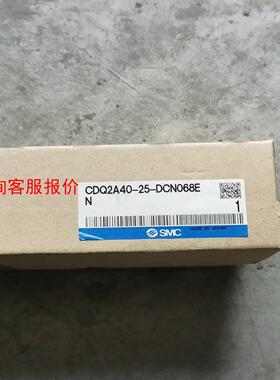 询客服报价
CDQ2A40-25-DCN068E
N
1
SMC
MADE IN JAPAN